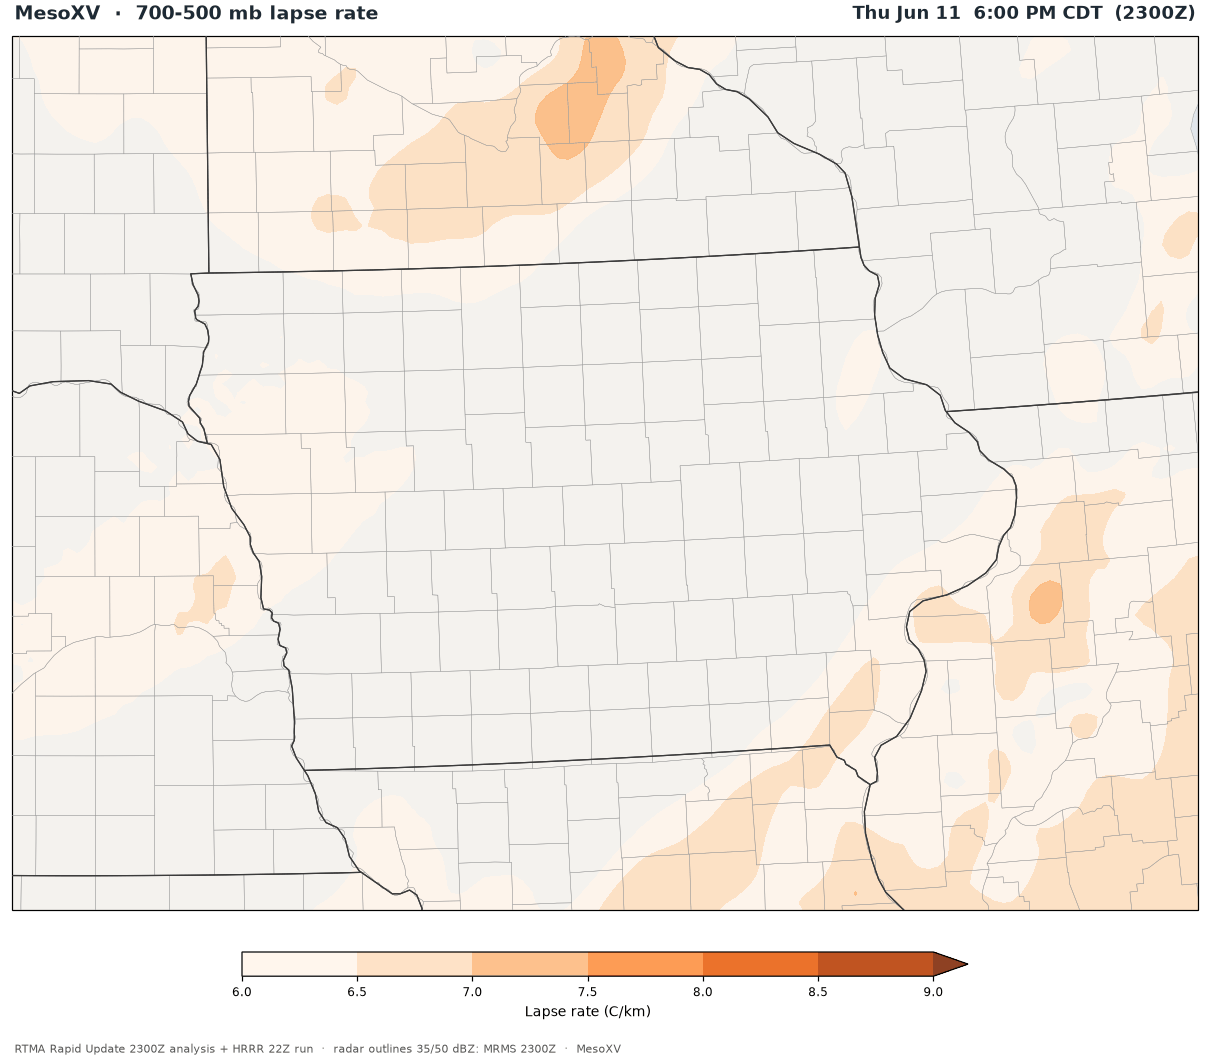 MesoXV · 700-500 mb lapse rate
Thu Jun 11 6:00 PM CDT (2300Z)
6.0 6.5 7.0 7.5 8.0 8.5 9.0
Lapse rate (C/km)
RTMA Rapid Update 2300Z analysis + HRRR 22Z run · radar outlines 35/50 dBZ: MRMS 2300Z · MesoXV